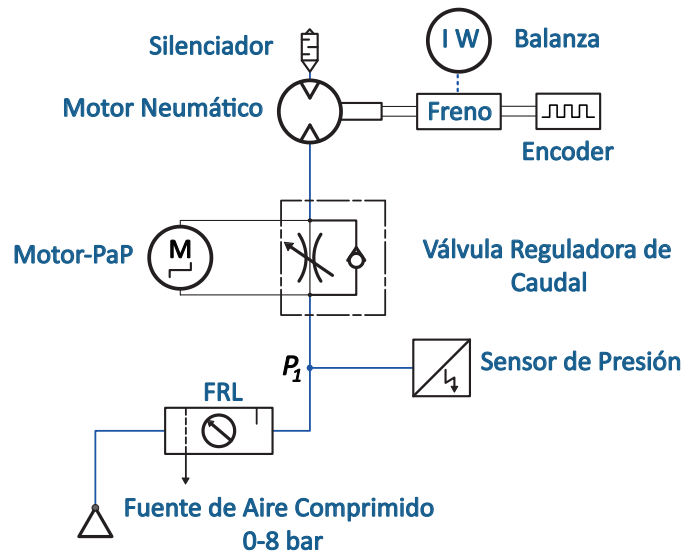 Silenciador
I W
Balanza
Motor Neumático
Freno
Encoder
Motor-PaP
M
Válvula Reguladora de
Caudal
P1
Sensor de Presión
FRL
Fuente de Aire Comprimido
0-8 bar